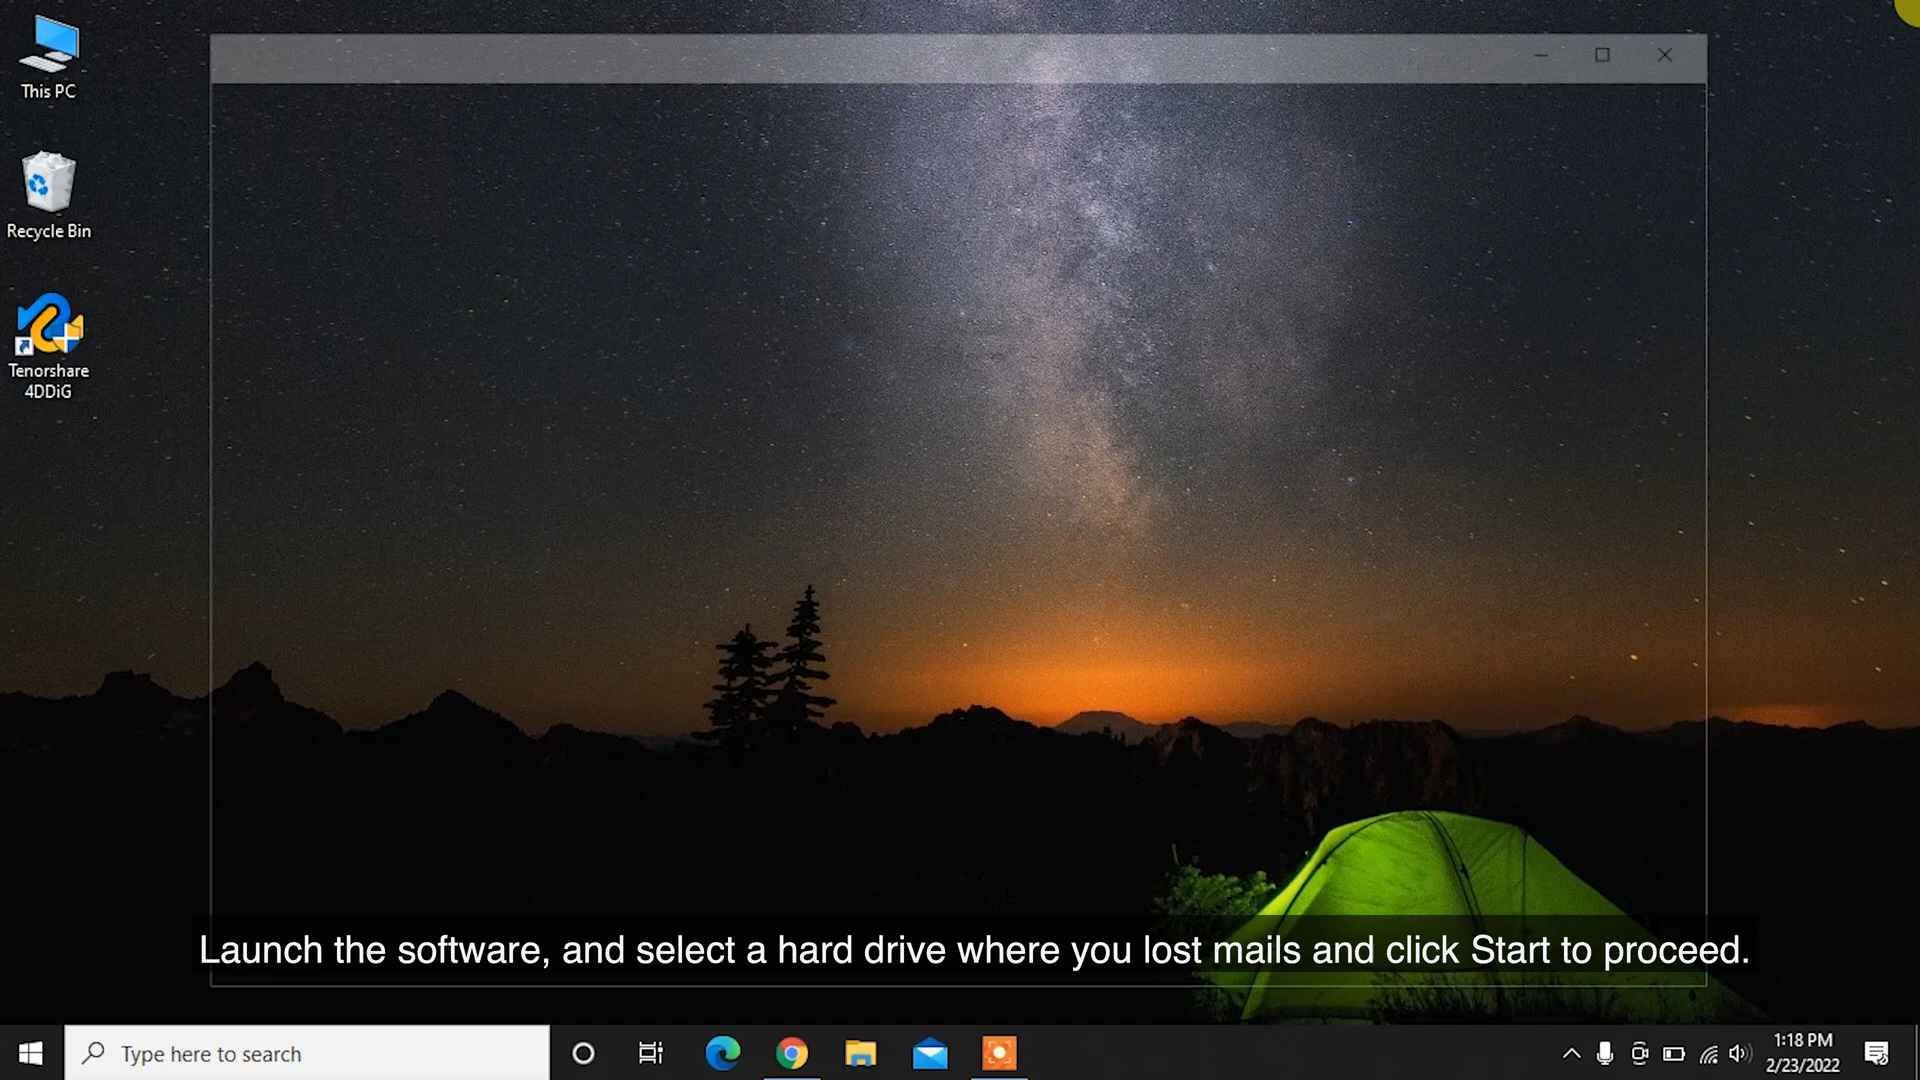 This PC
Recycle Bin
Tenorshare
4DDiG
Launch the software, and select a hard drive where you lost mails and click Start to proceed.
Type here to search
1:18 PM
2/23/2022